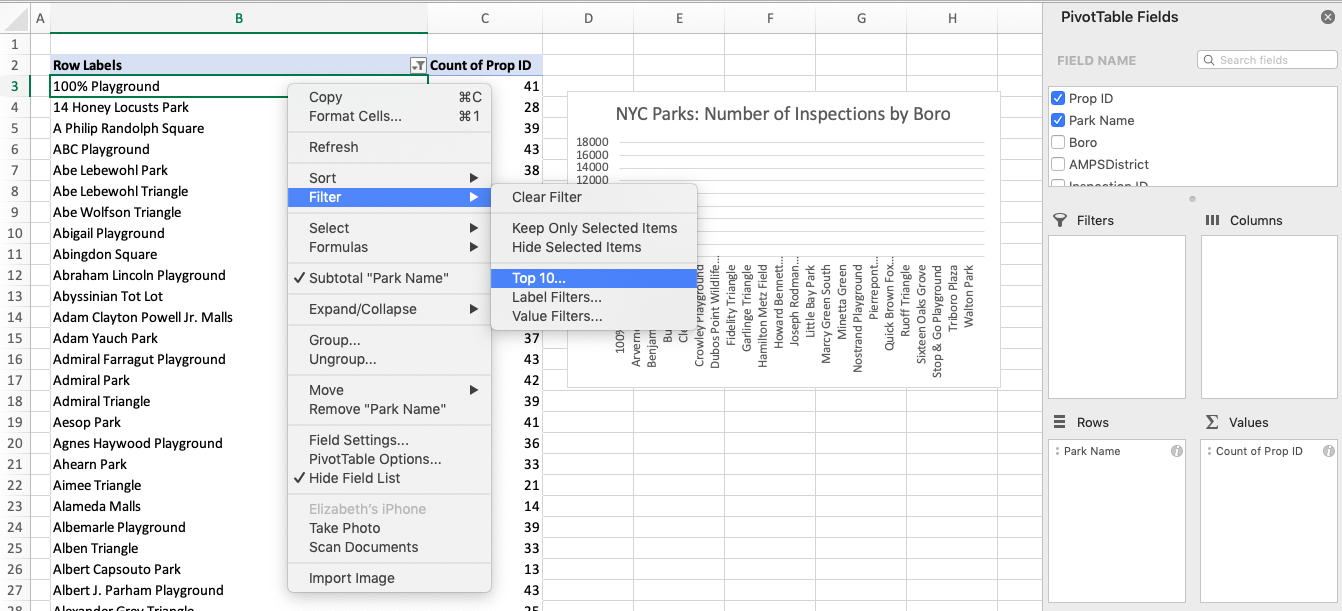 A B C D E F G H
1
2 Row Labels Count of Prop ID
3 100% Playground 41
4 14 Honey Locusts Park 28
5 A Philip Randolph Square 39
6 ABC Playground 43
7 Abe Lebewohl Park 38
8 Abe Lebewohl Triangle
9 Abe Wolfson Triangle
10 Abigail Playground
11 Abingdon Square
12 Abraham Lincoln Playground
13 Abyssinian Tot Lot
14 Adam Clayton Powell Jr. Malls
15 Adam Yauch Park 37
16 Admiral Farragut Playground 43
17 Admiral Park 42
18 Admiral Triangle 39
19 Aesop Park 41
20 Agnes Haywood Playground 36
21 Ahearn Park 33
22 Aimee Triangle 21
23 Alameda Malls 14
24 Albemarle Playground 39
25 Alben Triangle 33
26 Albert Capsouto Park 13
27 Albert J. Parham Playground 43
28 Alexander Grey Triangle 25
Copy ⌘C
Format Cells... ⌘1
Refresh
Sort
Filter
Select
Formulas
✓ Subtotal "Park Name"
Expand/Collapse
Group...
Ungroup...
Move
Remove "Park Name"
Field Settings...
PivotTable Options...
✓ Hide Field List
Elizabeth's iPhone
Take Photo
Scan Documents
Import Image
Clear Filter
Keep Only Selected Items
Hide Selected Items
Top 10...
Label Filters...
Value Filters...
NYC Parks: Number of Inspections by Boro
18000
16000
14000
12000
100%
Arverne
Benjam
Bu
Cle
Crowley Playground
Dubos Point Wildlife...
Fidelity Triangle
Garlinge Triangle
Hamilton Metz Field
Howard Bennett...
Joseph Rodman...
Little Bay Park
Marcy Green South
Minetta Green
Nostrand Playground
Pierrepont...
Quick Brown Fox...
Ruoff Triangle
Sixteen Oaks Grove
Stop & Go Playground
Triboro Plaza
Walton Park
PivotTable Fields
FIELD NAME Search fields
Prop ID
Park Name
Boro
AMPSDistrict
Inspection ID
Filters Columns
Rows Values
Park Name Count of Prop ID